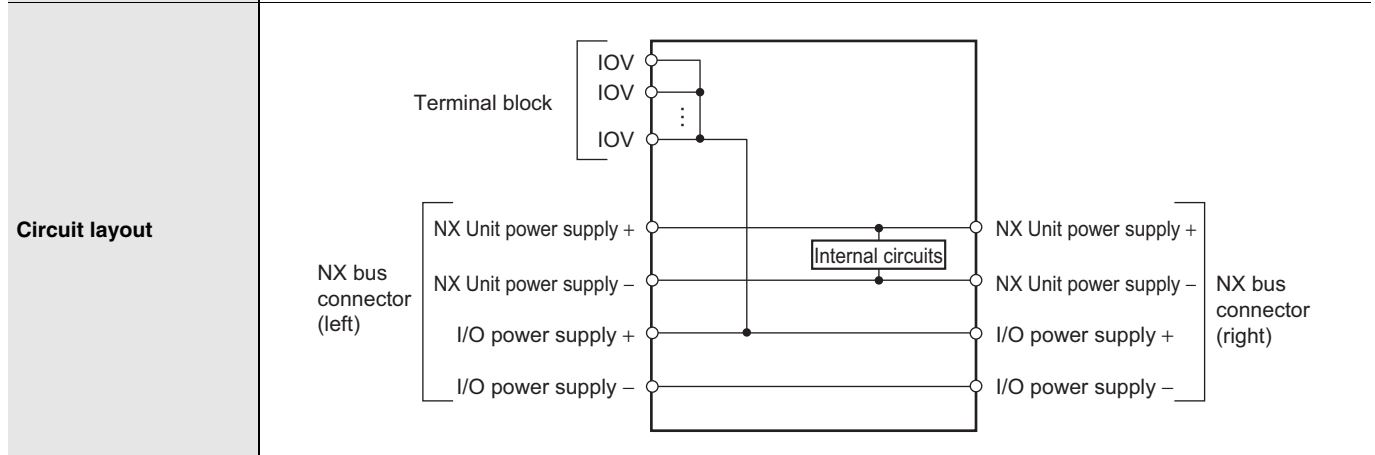 Circuit layout
Terminal block
IOV
IOV
⋮
IOV
NX bus
connector
(left)
NX Unit power supply +
NX Unit power supply −
I/O power supply +
I/O power supply −
Internal circuits
NX Unit power supply +
NX Unit power supply −
I/O power supply +
I/O power supply −
NX bus
connector
(right)